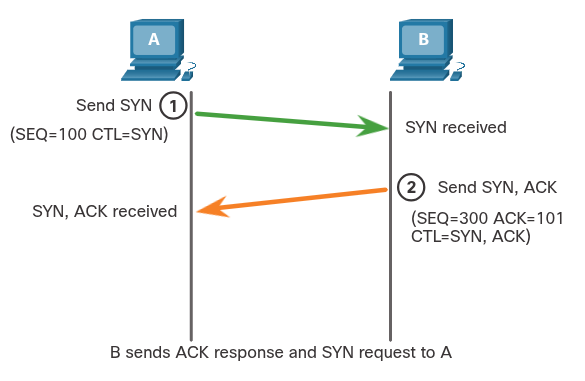 A
B
Send SYN 1
(SEQ=100 CTL=SYN)
SYN received
2 Send SYN, ACK
SYN, ACK received
(SEQ=300 ACK=101
CTL=SYN, ACK)
B sends ACK response and SYN request to A